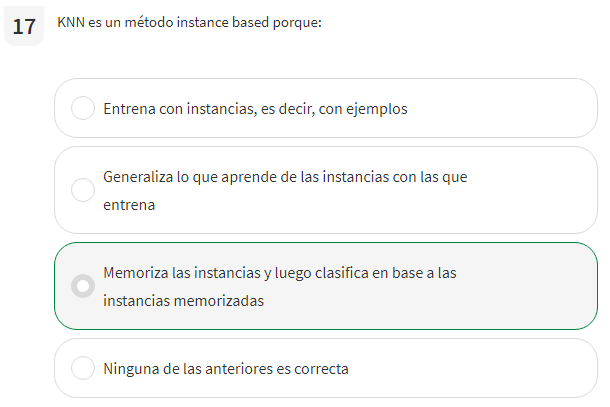 17
KNN es un método instance based porque:
Entrena con instancias, es decir, con ejemplos
Generaliza lo que aprende de las instancias con las que
entrena
Memoriza las instancias y luego clasifica en base a las
instancias memorizadas
Ninguna de las anteriores es correcta